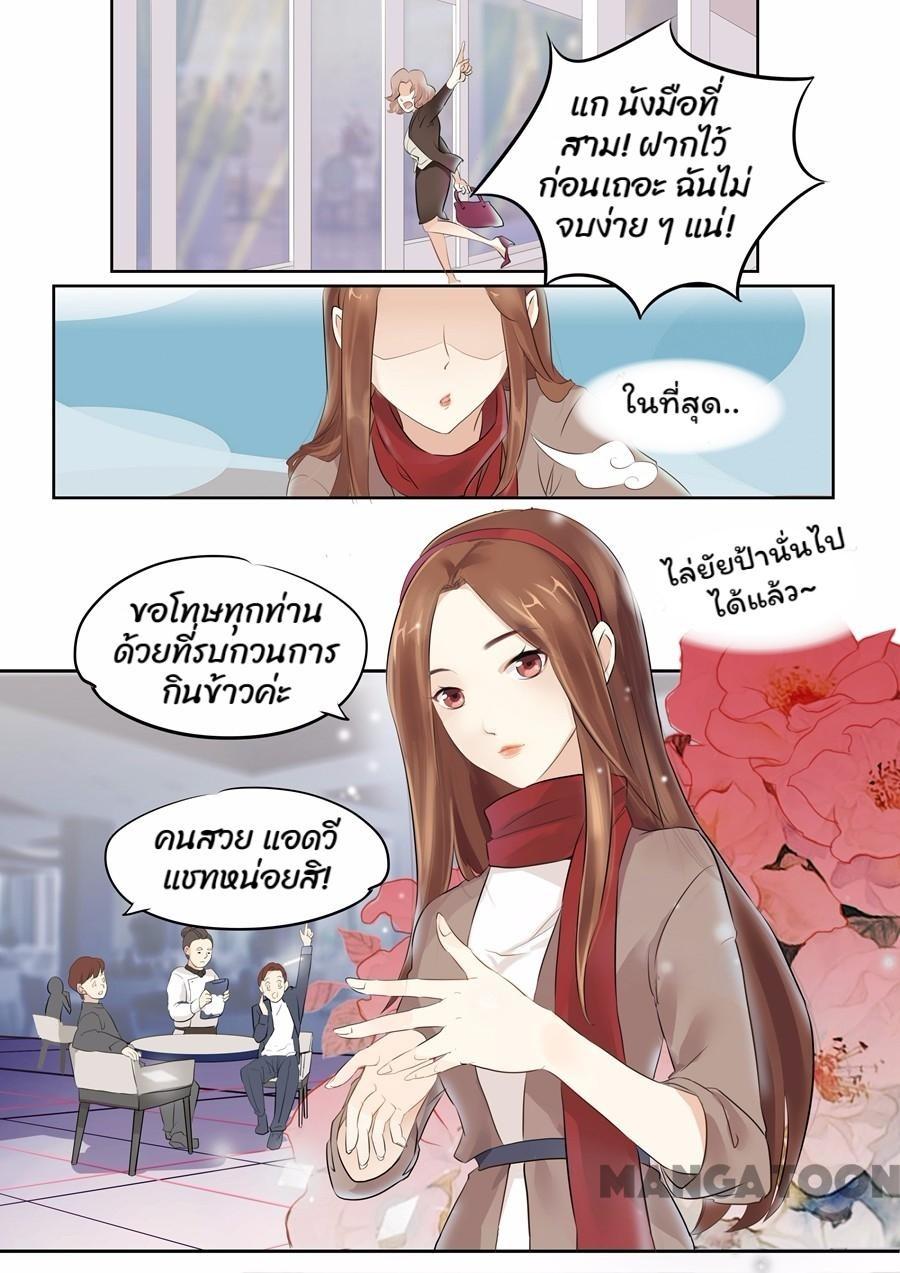 แก นังมือที่
สาม! ฝากไว้
ก่อนเถอะ ฉันไม่
จบง่าย ๆ แน่!
ในที่สุด..
ไล่ยัยป้านั่นไป
ได้แล้ว~
ขอโทษทุกท่าน
ด้วยที่รบกวนการ
กินข้าวค่ะ
คนสวย แอดวี
แชทหน่อยสิ!
MANGATOON